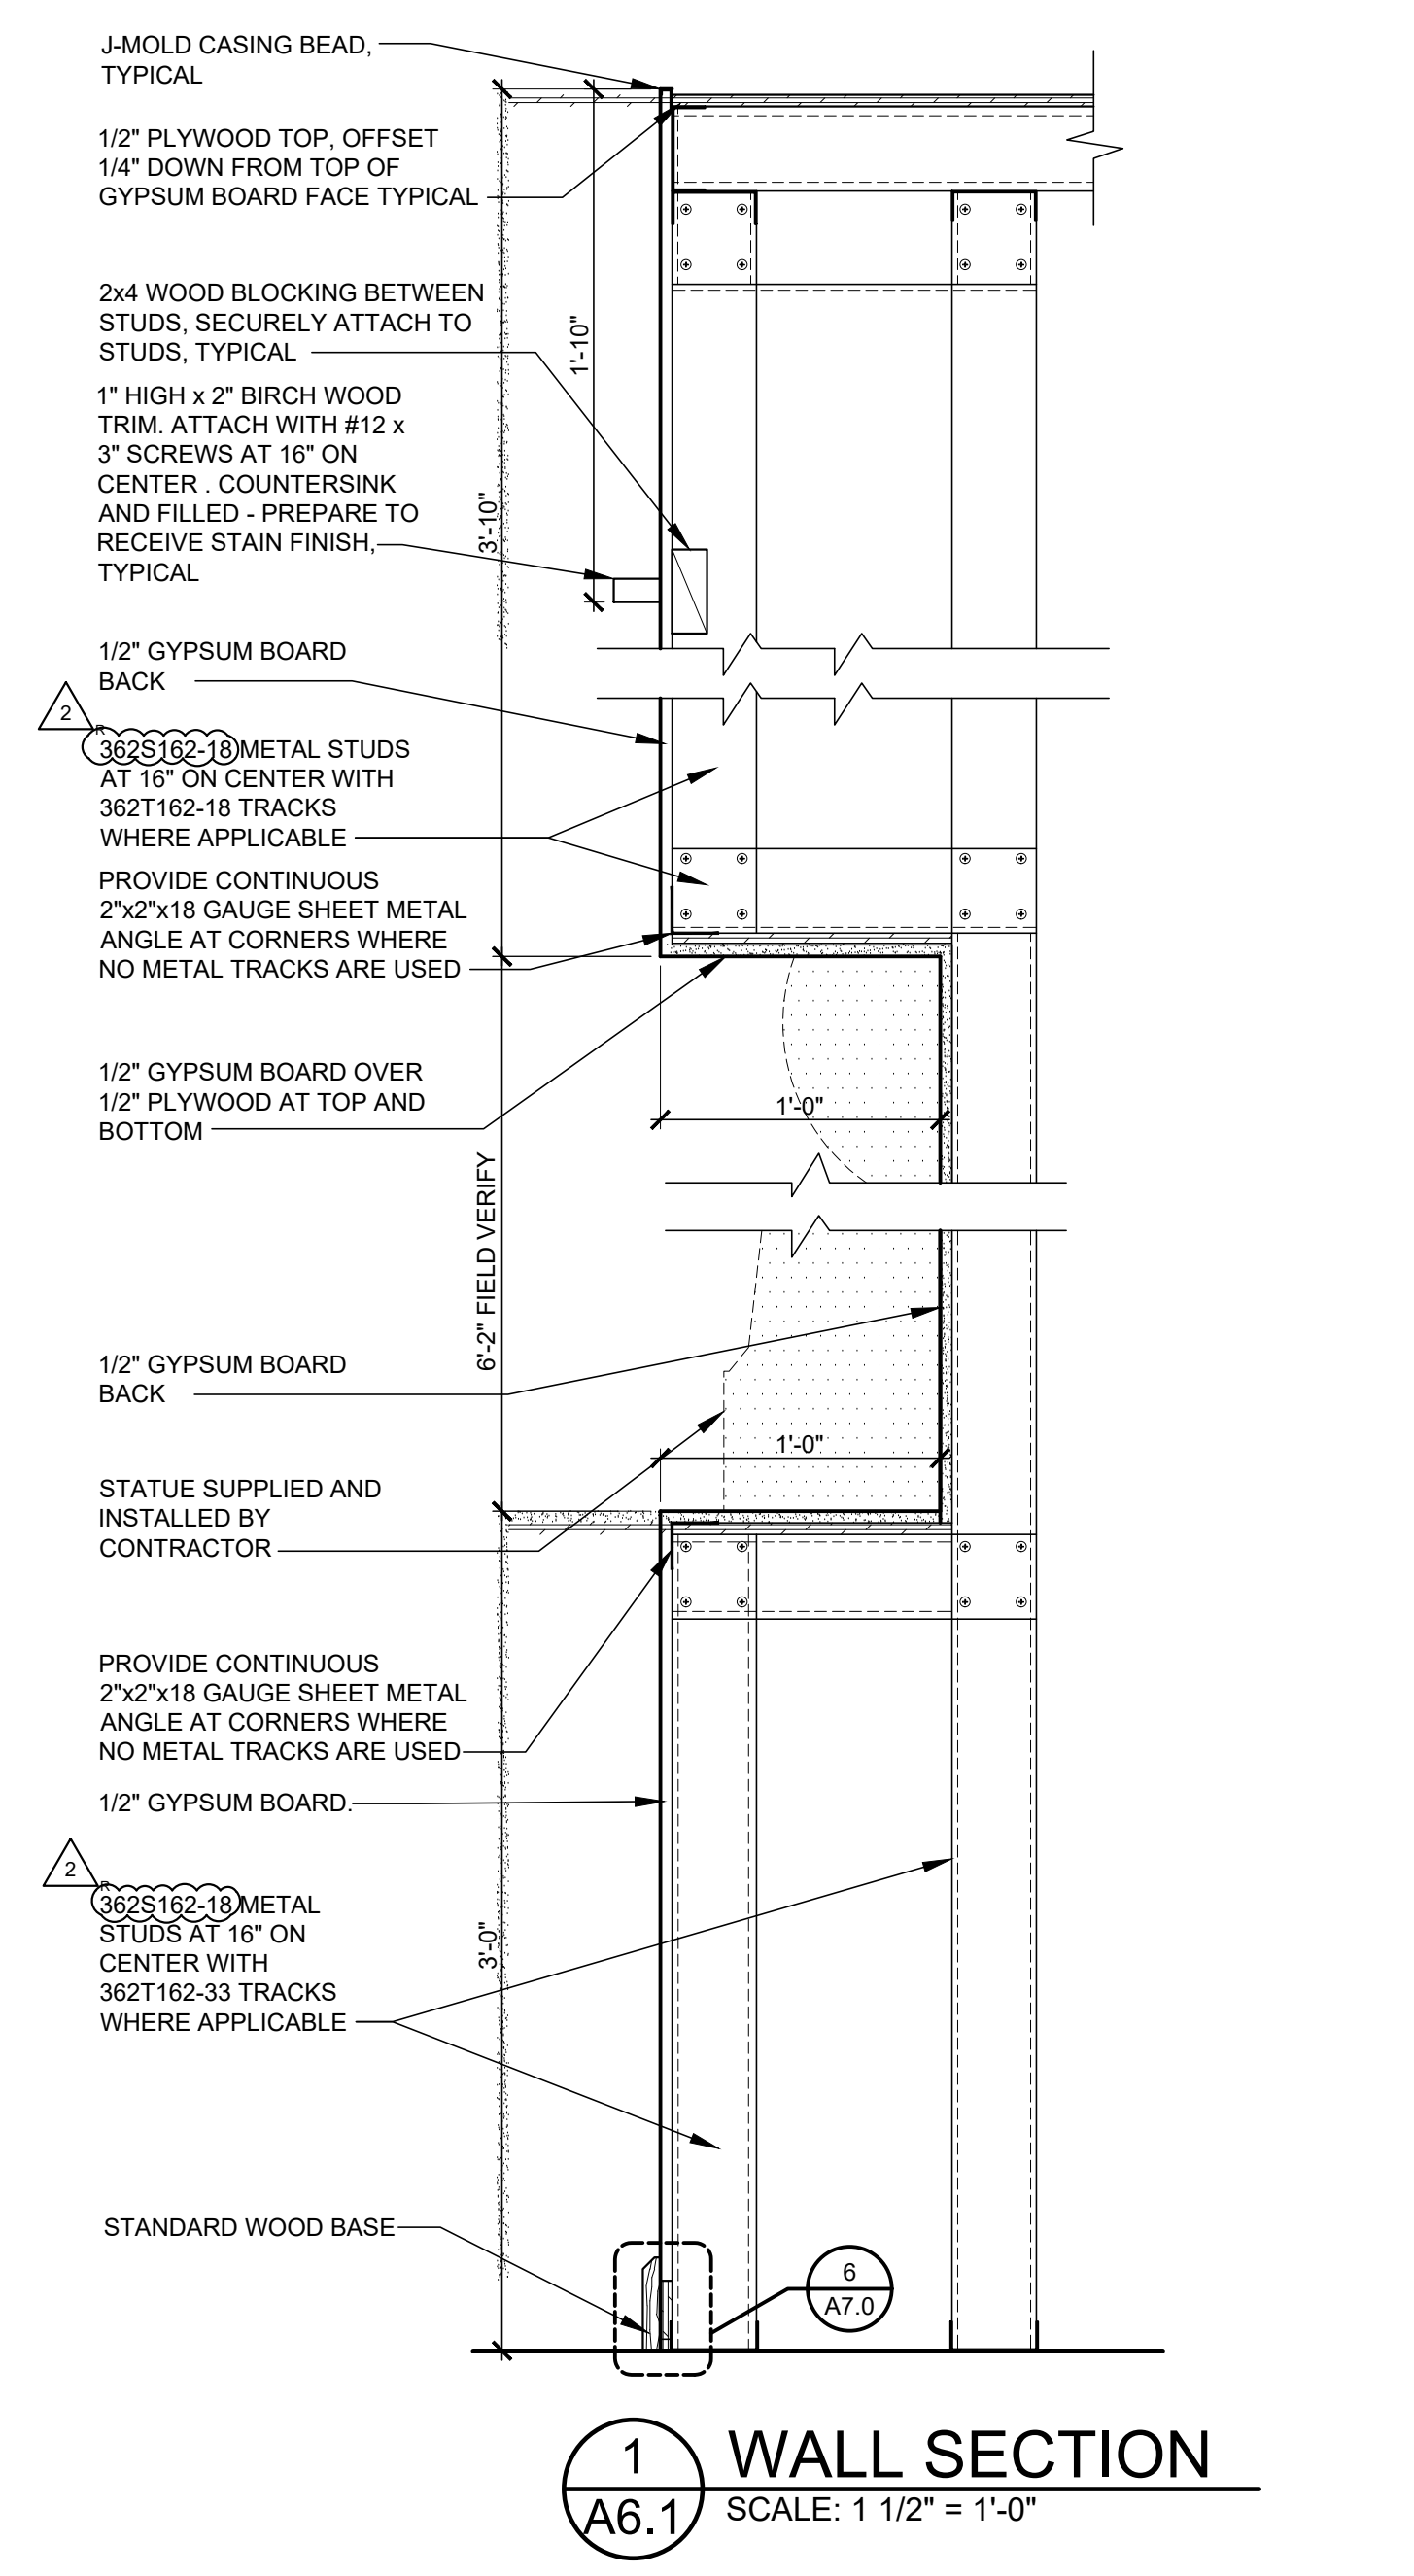 J-MOLD CASING BEAD,
TYPICAL
1/2" PLYWOOD TOP, OFFSET
1/4" DOWN FROM TOP OF
GYPSUM BOARD FACE TYPICAL
2x4 WOOD BLOCKING BETWEEN
STUDS, SECURELY ATTACH TO
STUDS, TYPICAL
1'-10"
1" HIGH x 2" BIRCH WOOD
TRIM. ATTACH WITH #12 x
3" SCREWS AT 16" ON
CENTER . COUNTERSINK
AND FILLED - PREPARE TO
RECEIVE STAIN FINISH,
TYPICAL
3'-10"
1/2" GYPSUM BOARD
BACK
2
R
362S162-18 METAL STUDS
AT 16" ON CENTER WITH
362T162-18 TRACKS
WHERE APPLICABLE
PROVIDE CONTINUOUS
2"x2"x18 GAUGE SHEET METAL
ANGLE AT CORNERS WHERE
NO METAL TRACKS ARE USED
1/2" GYPSUM BOARD OVER
1/2" PLYWOOD AT TOP AND
BOTTOM
1'-0"
6'-2" FIELD VERIFY
1/2" GYPSUM BOARD
BACK
1'-0"
STATUE SUPPLIED AND
INSTALLED BY
CONTRACTOR
PROVIDE CONTINUOUS
2"x2"x18 GAUGE SHEET METAL
ANGLE AT CORNERS WHERE
NO METAL TRACKS ARE USED
1/2" GYPSUM BOARD.
2
R
362S162-18 METAL
STUDS AT 16" ON
CENTER WITH
362T162-33 TRACKS
WHERE APPLICABLE
3'-0"
STANDARD WOOD BASE
6
A7.0
1
A6.1
WALL SECTION
SCALE: 1 1/2" = 1'-0"